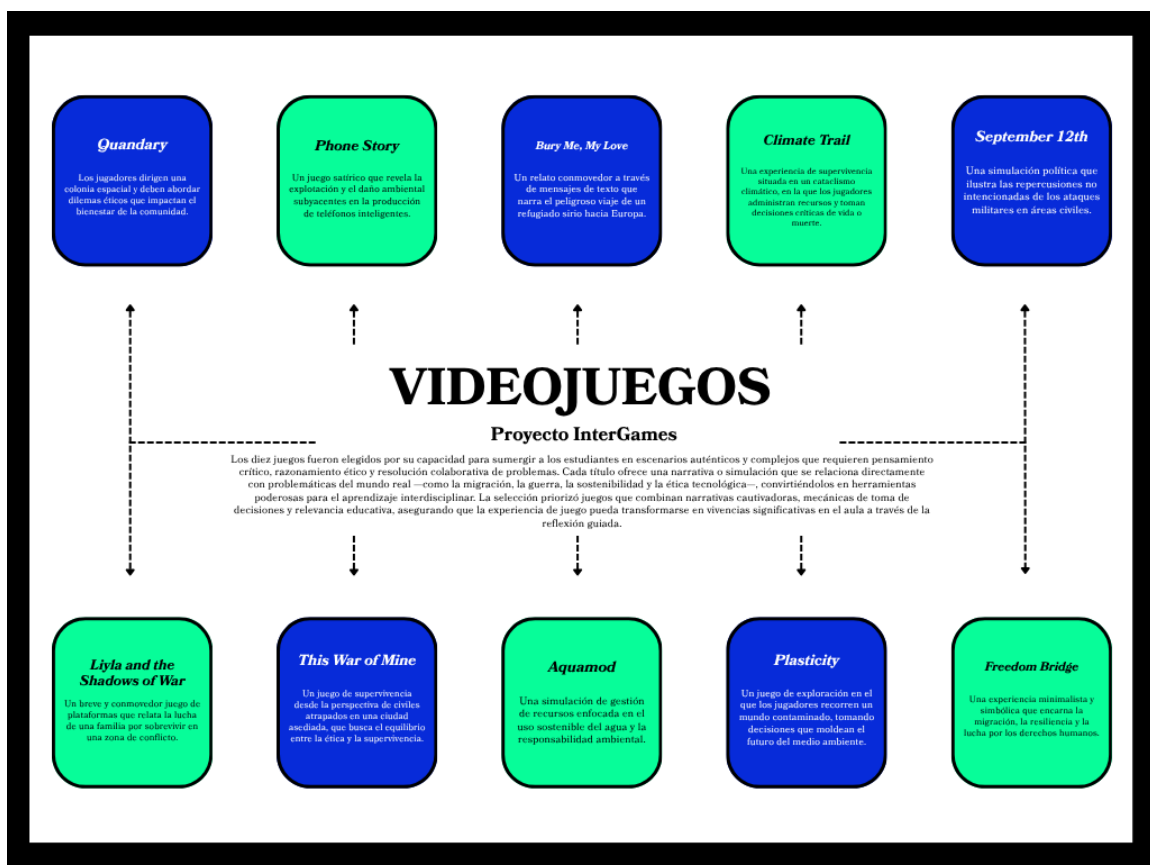 Quandary
Los jugadores dirigen una
colonia espacial y deben abordar
dilemas éticos que impactan el
bienestar de la comunidad.
Phone Story
Un juego satírico que revela la
explotación y el daño ambiental
subyacentes en la producción
de teléfonos inteligentes.
Bury Me, My Love
Un relato conmovedor a través
de mensajes de texto que
narra el peligroso viaje de un
refugiado sirio hacia Europa.
Climate Trail
Una experiencia de supervivencia
situada en un cataclismo
climático, en la que los jugadores
administran recursos y toman
decisiones críticas de vida o
muerte.
September 12th
Una simulación política que
ilustra las repercusiones no
intencionadas de los ataques
militares en áreas civiles.
VIDEOJUEGOS
Proyecto InterGames
Los diez juegos fueron elegidos por su capacidad para sumergir a los estudiantes en escenarios auténticos y complejos que requieren pensamiento
crítico, razonamiento ético y resolución colaborativa de problemas. Cada título ofrece una narrativa o simulación que se relaciona directamente
con problemáticas del mundo real —como la migración, la guerra, la sostenibilidad y la ética tecnológica—, convirtiéndolos en herramientas
poderosas para el aprendizaje interdisciplinar. La selección priorizó juegos que combinan narrativas cautivadoras, mecánicas de toma de
decisiones y relevancia educativa, asegurando que la experiencia de juego pueda transformarse en vivencias significativas en el aula a través de la
reflexión guiada.
Liyla and the
Shadows of War
Un breve y conmovedor juego de
plataformas que relata la lucha
de una familia por sobrevivir en
una zona de conflicto.
This War of Mine
Un juego de supervivencia
desde la perspectiva de civiles
atrapados en una ciudad
asediada, que busca el equilibrio
entre la ética y la supervivencia.
Aquamod
Una simulación de gestión
de recursos enfocada en el
uso sostenible del agua y la
responsabilidad ambiental.
Plasticity
Un juego de exploración en el
que los jugadores recorren un
mundo contaminado, tomando
decisiones que moldean el
futuro del medio ambiente.
Freedom Bridge
Una experiencia minimalista y
simbólica que encarna la
migración, la resiliencia y la
lucha por los derechos humanos.